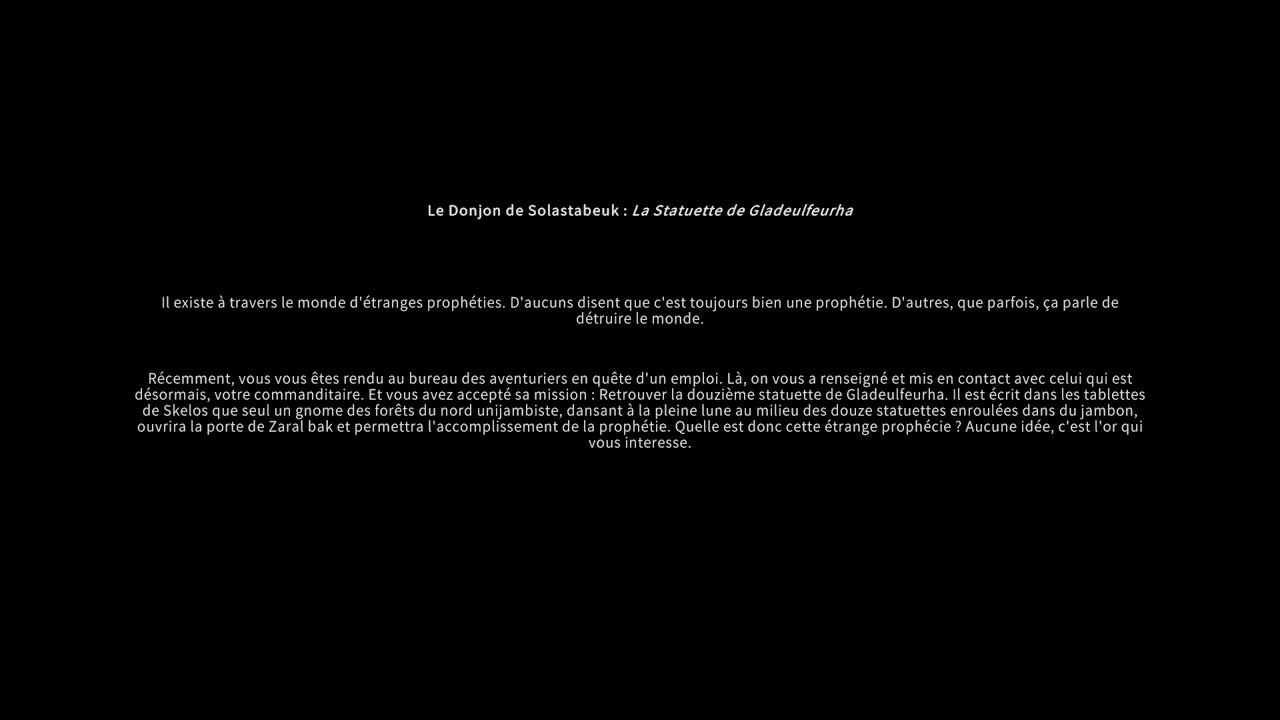 Le Donjon de Solastabeuk : La Statuette de Gladeulfeurha
Il existe à travers le monde d'étranges prophéties. D'aucuns disent que c'est toujours bien une prophétie. D'autres, que parfois, ça parle de
détruire le monde.
Récemment, vous vous êtes rendu au bureau des aventuriers en quête d'un emploi. Là, on vous a renseigné et mis en contact avec celui qui est
désormais, votre commanditaire. Et vous avez accepté sa mission : Retrouver la douzième statuette de Gladeulfeurha. Il est écrit dans les tablettes
de Skelos que seul un gnome des forêts du nord unijambiste, dansant à la pleine lune au milieu des douze statuettes enroulées dans du jambon,
ouvrira la porte de Zaral bak et permettra l'accomplissement de la prophétie. Quelle est donc cette étrange prophécie ? Aucune idée, c'est l'or qui
vous interesse.